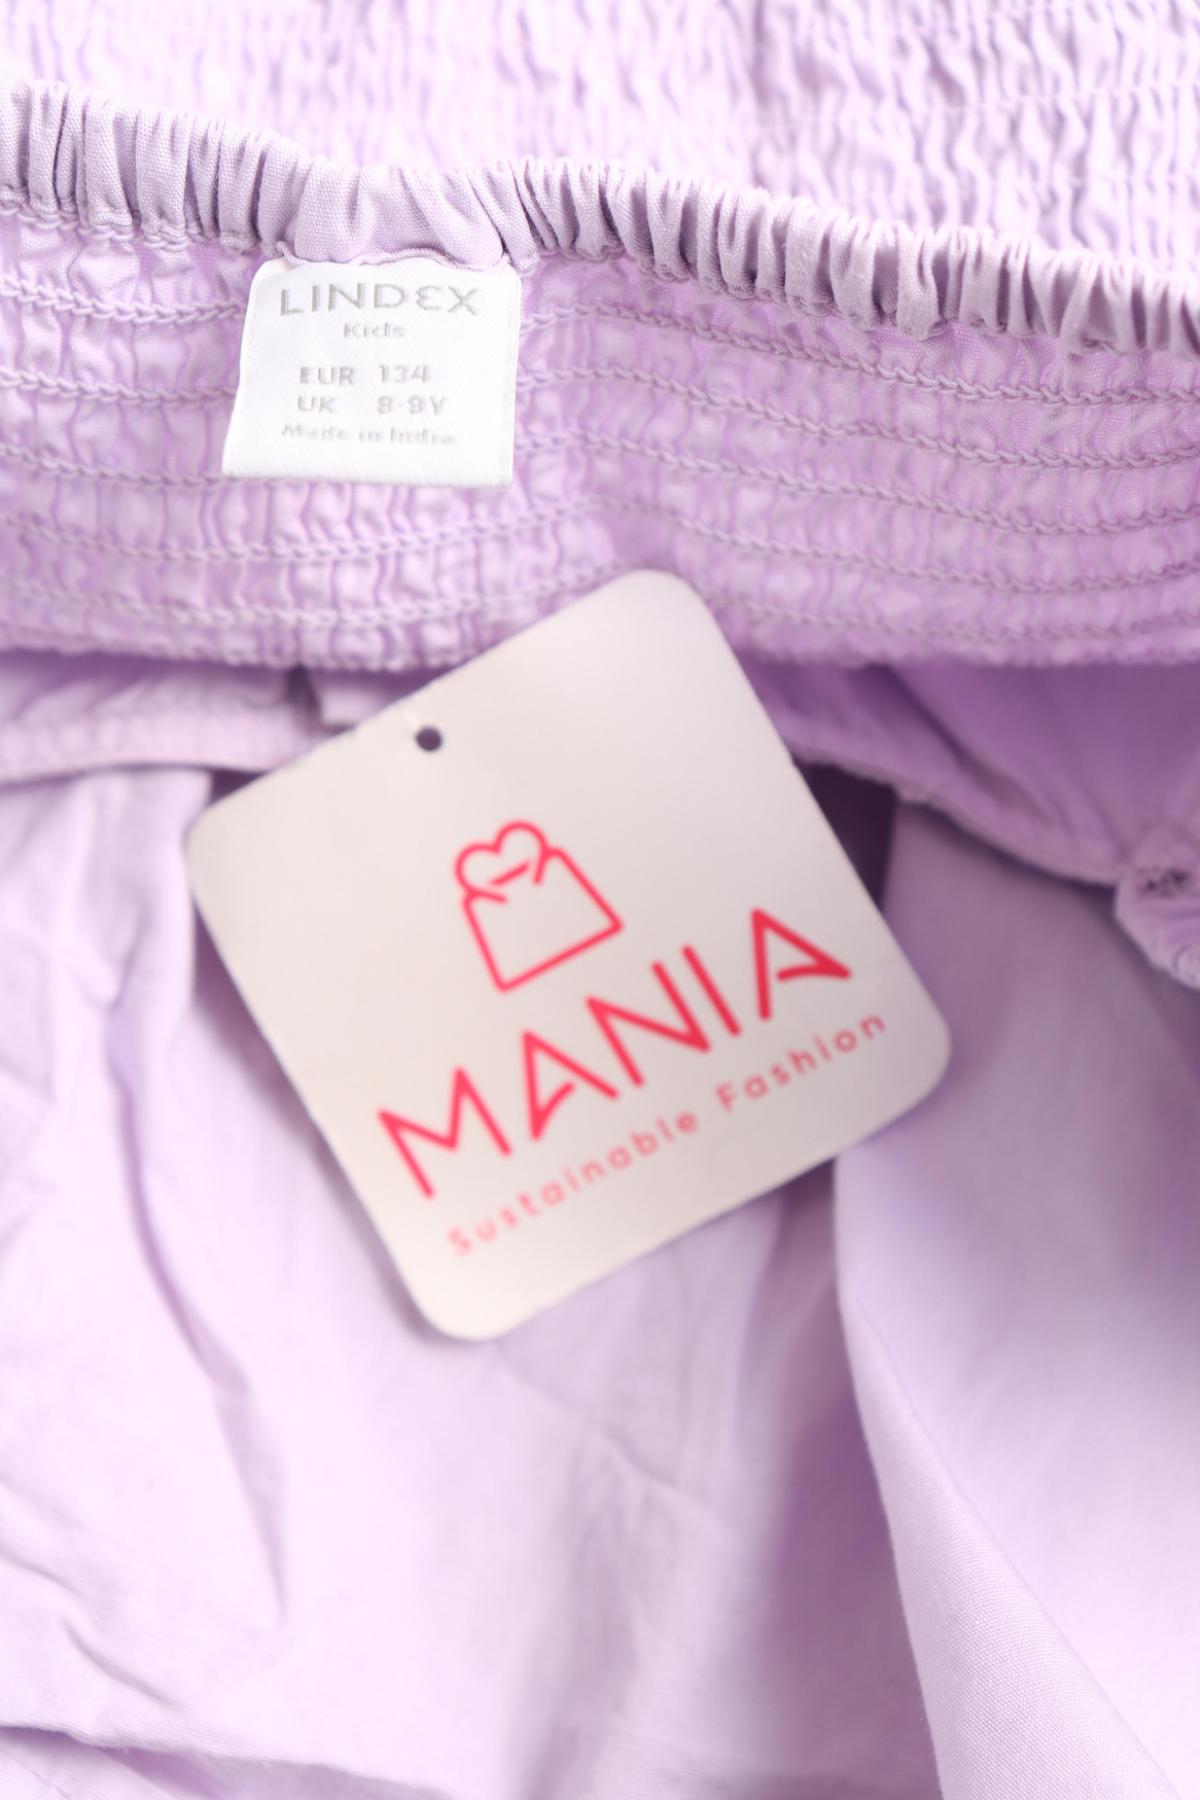 LINDEX
Kids
EUR 134
UK 8-9Y
Made in India
MANIA
Sustainable Fashion